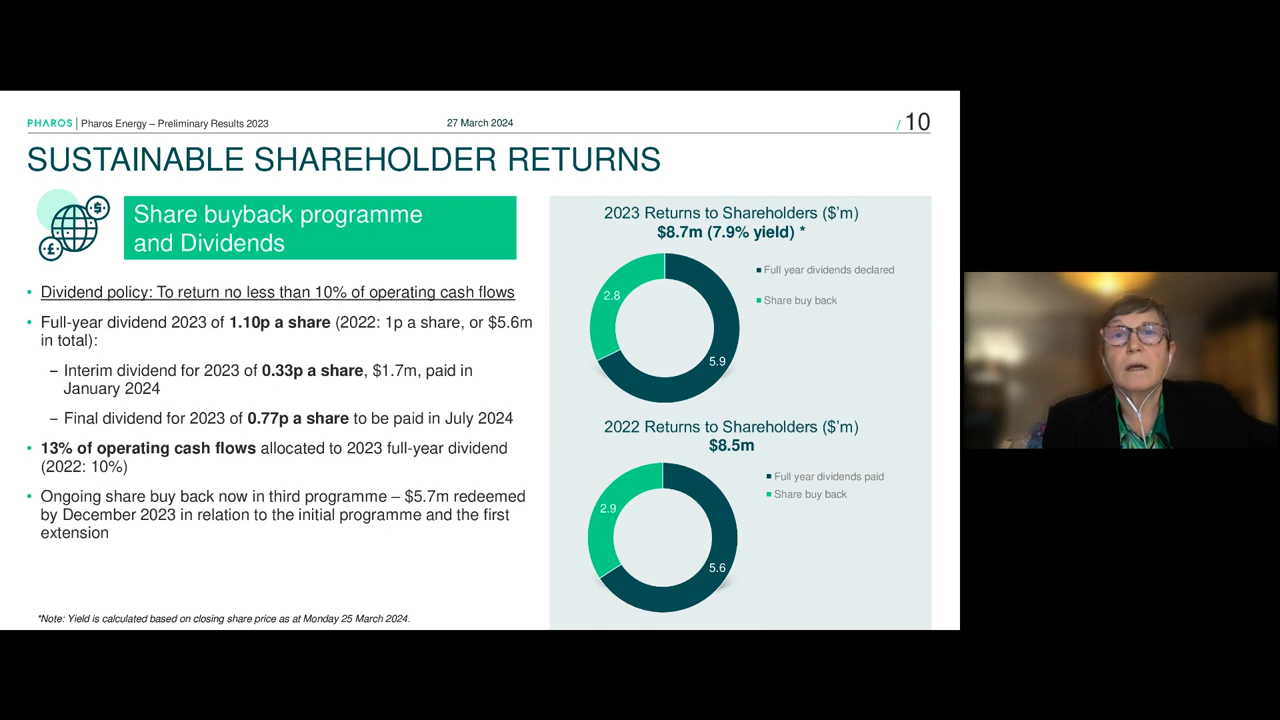 PHAROS | Pharos Energy – Preliminary Results 2023
27 March 2024
/ 10
SUSTAINABLE SHAREHOLDER RETURNS
$
£
Share buyback programme
and Dividends
• Dividend policy: To return no less than 10% of operating cash flows
• Full-year dividend 2023 of 1.10p a share (2022: 1p a share, or $5.6m
in total):
– Interim dividend for 2023 of 0.33p a share, $1.7m, paid in
January 2024
– Final dividend for 2023 of 0.77p a share to be paid in July 2024
• 13% of operating cash flows allocated to 2023 full-year dividend
(2022: 10%)
• Ongoing share buy back now in third programme – $5.7m redeemed
by December 2023 in relation to the initial programme and the first
extension
*Note: Yield is calculated based on closing share price as at Monday 25 March 2024.
2023 Returns to Shareholders ($'m)
$8.7m (7.9% yield) *
Full year dividends declared
Share buy back
2.8
5.9
2022 Returns to Shareholders ($'m)
$8.5m
Full year dividends paid
Share buy back
2.9
5.6